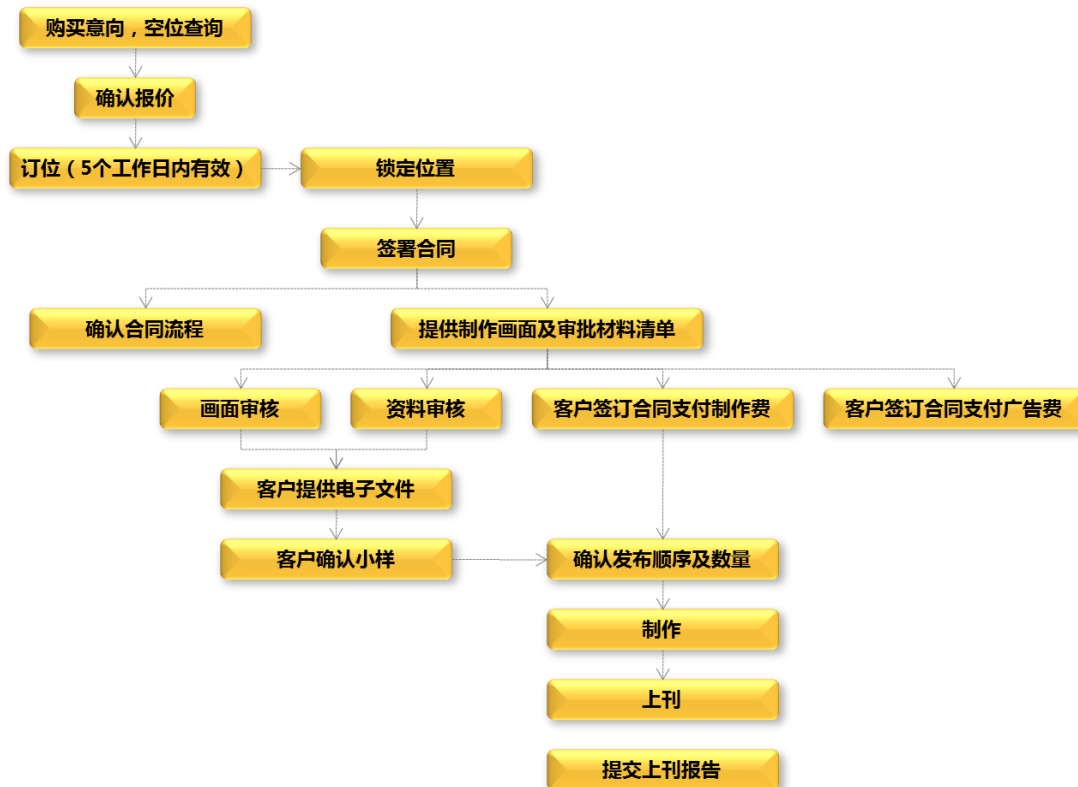 购买意向，空位查询
确认报价
订位（5个工作日内有效）
锁定位置
签署合同
确认合同流程
提供制作画面及审批材料清单
画面审核
资料审核
客户签订合同支付制作费
客户签订合同支付广告费
客户提供电子文件
客户确认小样
确认发布顺序及数量
制作
上刊
提交上刊报告